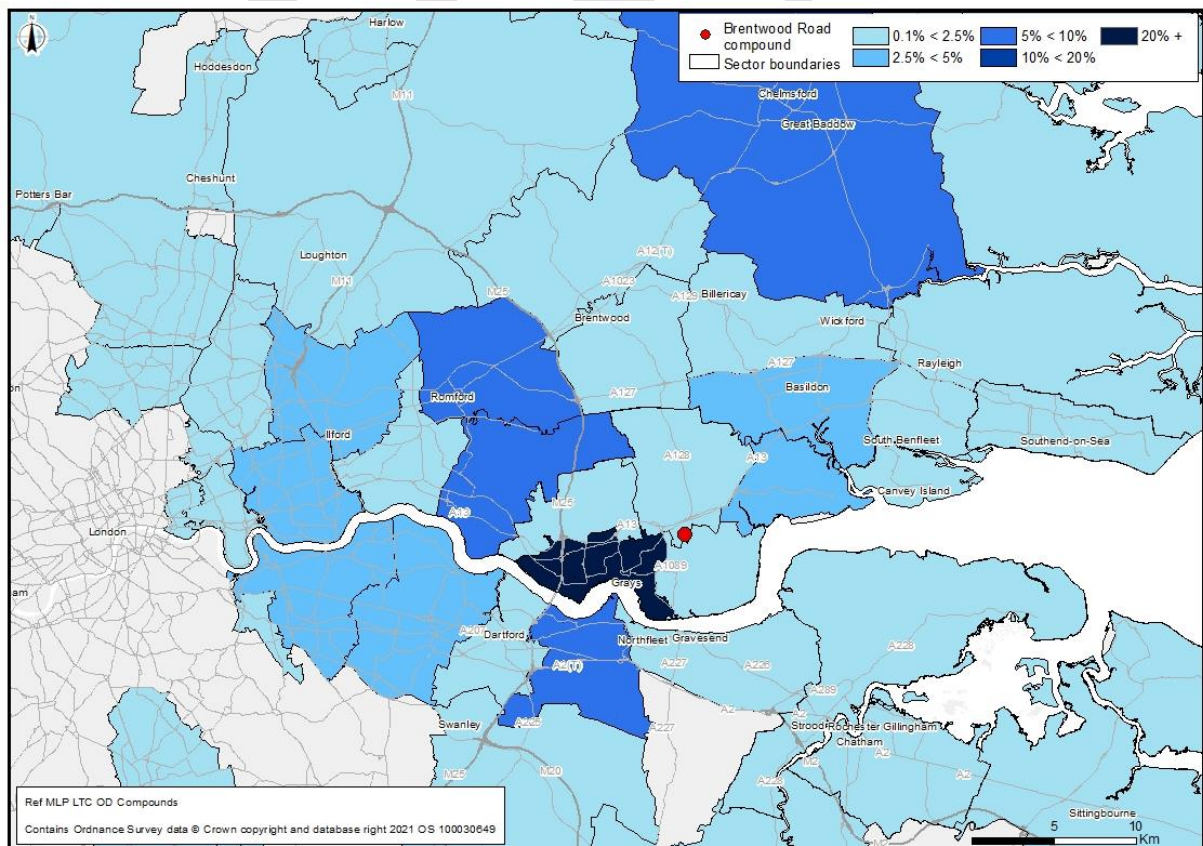 N
Brentwood Road
compound
Sector boundaries
0.1% < 2.5%
2.5% < 5%
5% < 10%
10% < 20%
20% +
Harlow
Hoddesdon
M11
Chelmsford
Great Baddow
Cheshunt
Potters Bar
Loughton
M11
A12(T)
A1023
M25
A129
Billericay
Brentwood
Wickford
A127
Rayleigh
A127
Basildon
Romford
Ilford
South Benfleet
Southend-on-Sea
A128
A13
Canvey Island
M25
A13
A13
London
A1089
Grays
Dartford
Northfleet
Gravesend
A2(T)
A227
A226
A228
A289
A2
A2
Swanley
A225
A227
Strood
Rochester
Gillingham
Chatham
A2
M25
M20
A228
M2
A2
Sittingbourne
M2
0
5
10
Km
Ref MLP LTC OD Compounds
Contains Ordnance Survey data © Crown copyright and database right 2021 OS 100030649